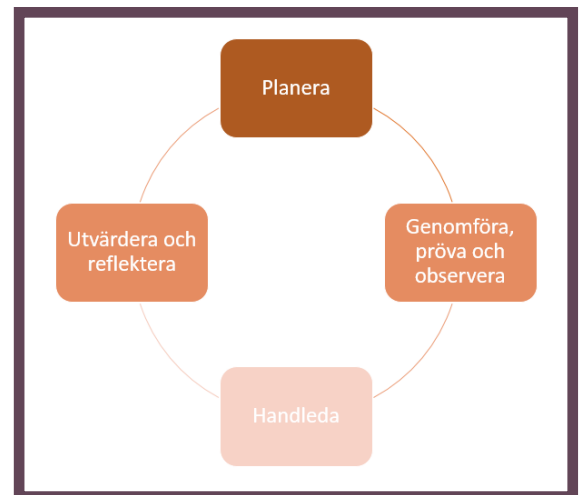 Planera
Genomföra,
pröva och
observera
Handleda
Utvärdera och
reflektera